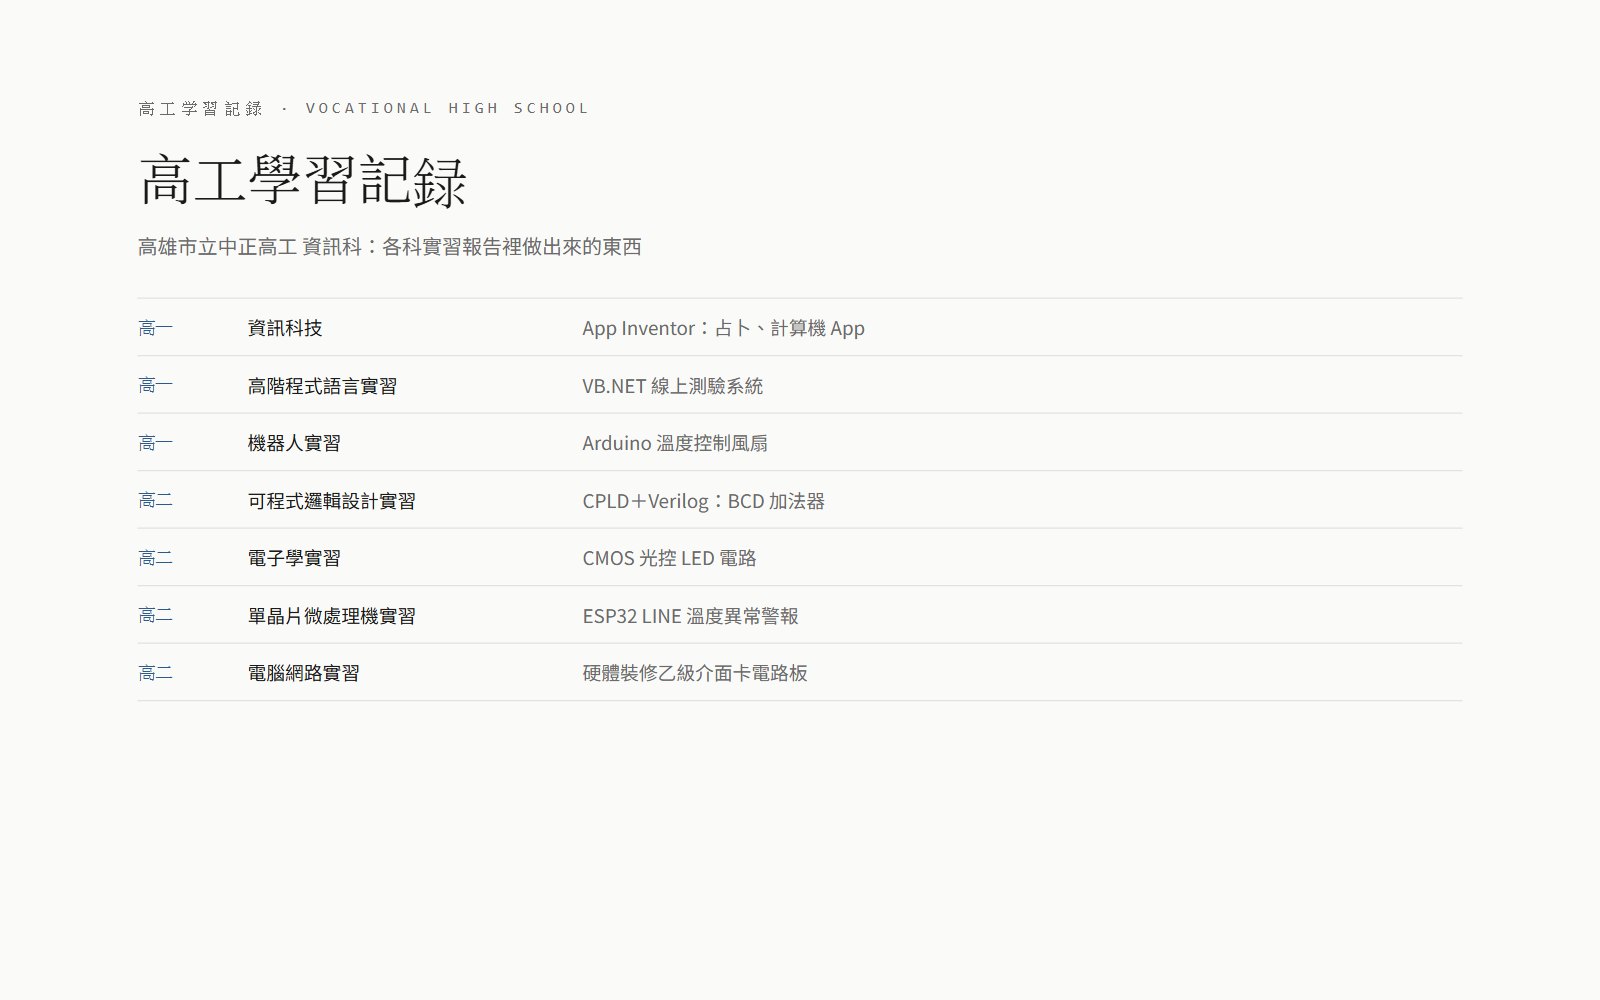 高工学習記録 · VOCATIONAL HIGH SCHOOL
高工學習記録
高雄市立中正高工 資訊科：各科實習報告裡做出來的東西
高一 資訊科技 App Inventor：占卜、計算機 App
高一 高階程式語言實習 VB.NET 線上測驗系統
高一 機器人實習 Arduino 溫度控制風扇
高二 可程式邏輯設計實習 CPLD＋Verilog：BCD 加法器
高二 電子學實習 CMOS 光控 LED 電路
高二 單晶片微處理機實習 ESP32 LINE 溫度異常警報
高二 電腦網路實習 硬體裝修乙級介面卡電路板